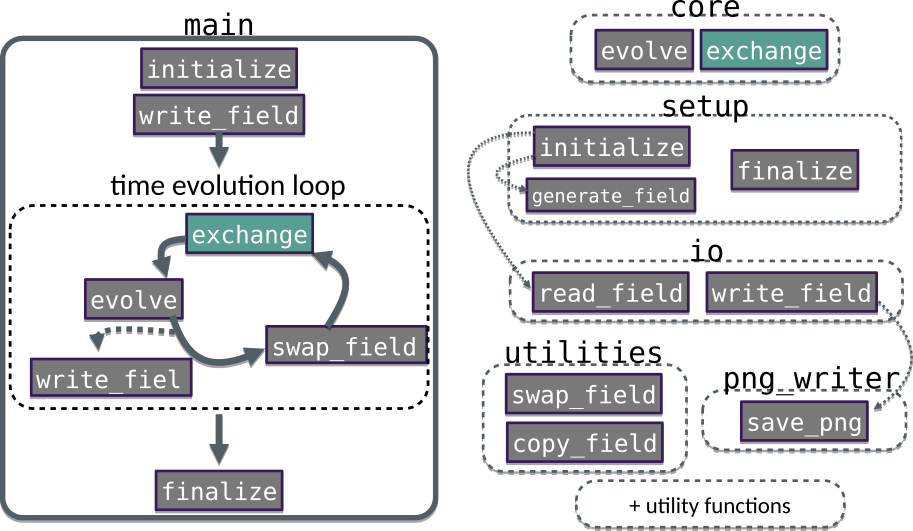 main
initialize
write_field
time evolution loop
exchange
evolve
swap_field
write_fiel
finalize
core
evolve
exchange
setup
initialize
finalize
generate_field
io
read_field
write_field
utilities
swap_field
copy_field
png_writer
save_png
+ utility functions